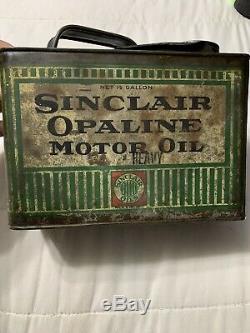 NET ½ GALLON
SINCLAIR
OPALINE
MOTOR OIL
HEAVY
SINCLAIR
OILS